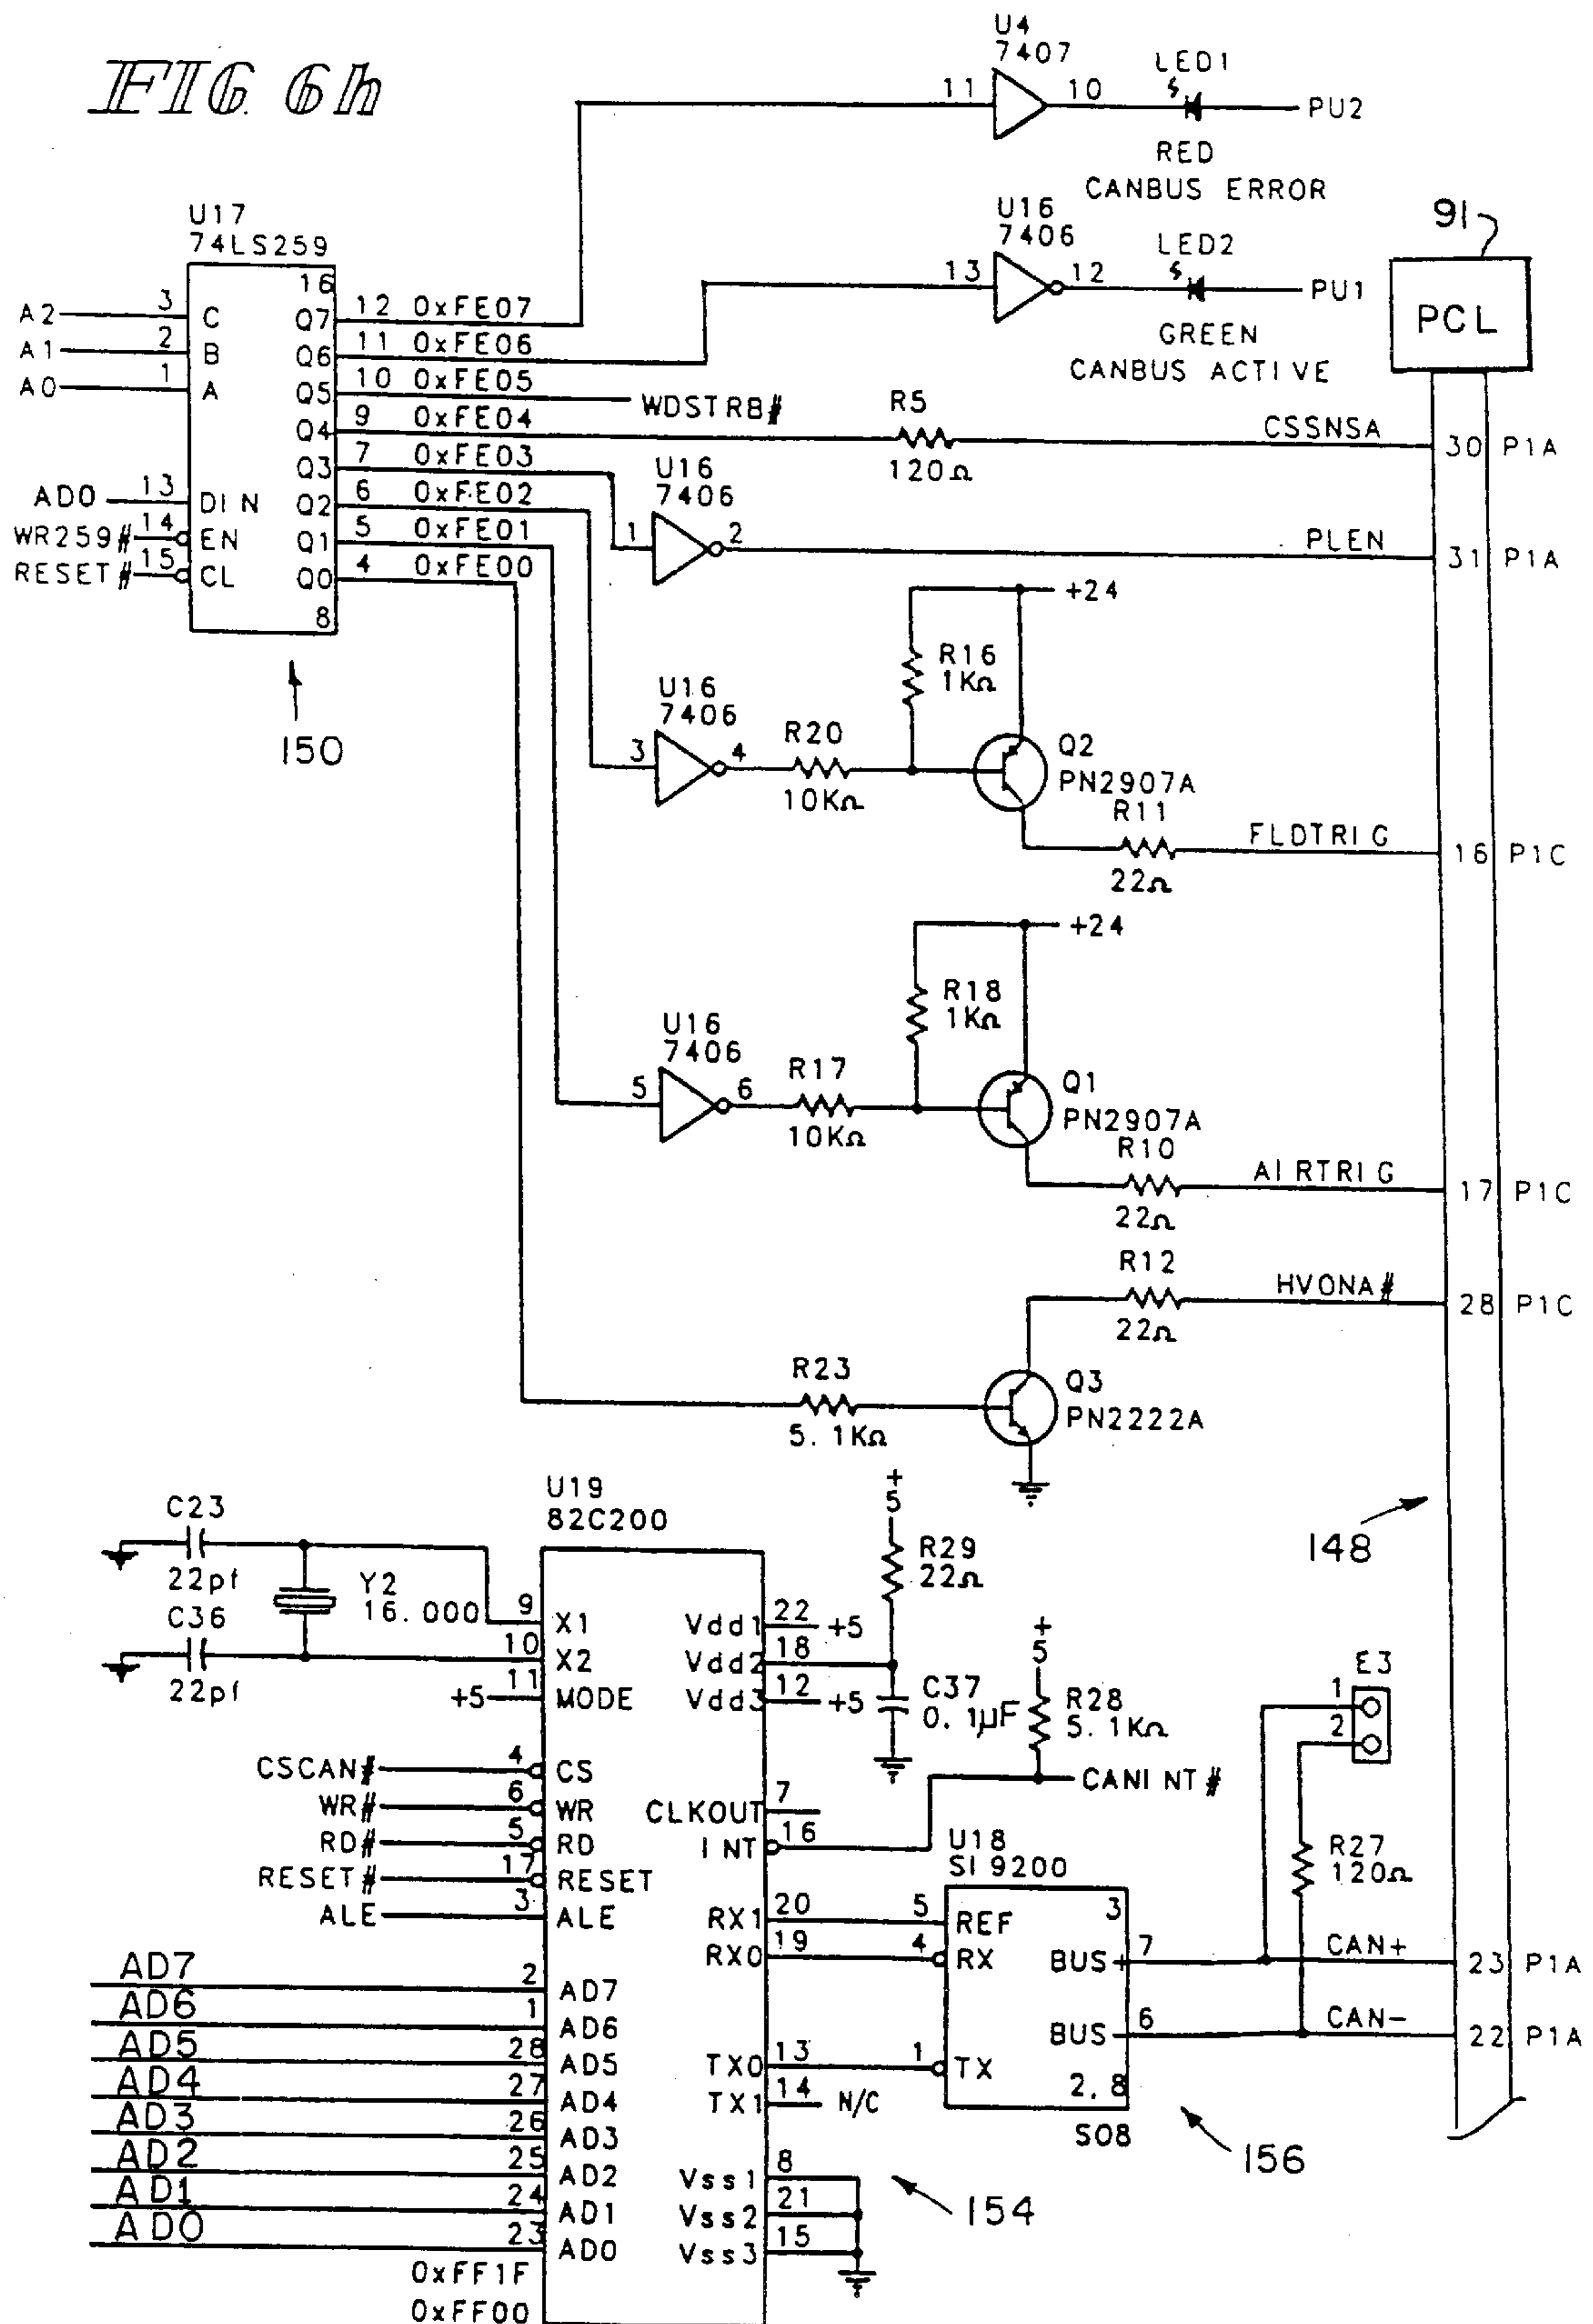 FIG. 6h
U4
7407
11
10
LED1
PU2
RED
CANBUS ERROR
U16
7406
13
12
LED2
PU1
GREEN
CANBUS ACTIVE
91
PCL
U17
74LS259
16
A2 3 C Q7 12 0xFE07
A1 2 B Q6 11 0xFE06
A0 1 A Q5 10 0xFE05 WDSTRB#
Q4 9 0xFE04 R5 120Ω CSSNSA 30 P1A
Q3 7 0xFE03
AD0 13 DIN Q2 6 0xFE02
WR259# 14 EN Q1 5 0xFE01
RESET# 15 CL Q0 4 0xFE00
8
150
U16
7406
1
2
PLEN 31 P1A
+24
R16
1KΩ
U16
7406
3
4
R20
10KΩ
Q2
PN2907A
R11
22Ω
FLDTRIG 16 P1C
+24
R18
1KΩ
U16
7406
5
6
R17
10KΩ
Q1
PN2907A
R10
22Ω
AIRTRIG 17 P1C
R12
22Ω
HVONA# 28 P1C
R23
5.1KΩ
Q3
PN2222A
148
U19
82C200
C23
22pf
Y2
16.000
C36
22pf
9 X1
10 X2
+5 11 MODE
Vdd1 22 +5
Vdd2 18
Vdd3 12 +5
+5
R29
22Ω
C37
0.1µF
+5
R28
5.1KΩ
CANINT#
CSCAN# 4 CS
WR# 6 WR
RD# 5 RD
RESET# 17 RESET
ALE 3 ALE
CLKOUT 7
INT 16
RX1 20
RX0 19
TX0 13
TX1 14 N/C
Vss1 8
Vss2 21
Vss3 15
U18
SI9200
5 REF 3
4 RX BUS+ 7
BUS- 6
1 TX
2,8
SO8
E3
1
2
R27
120Ω
CAN+ 23 P1A
CAN- 22 P1A
AD7 2 AD7
AD6 1 AD6
AD5 28 AD5
AD4 27 AD4
AD3 26 AD3
AD2 25 AD2
AD1 24 AD1
AD0 23 AD0
0xFF1F
0xFF00
154
156